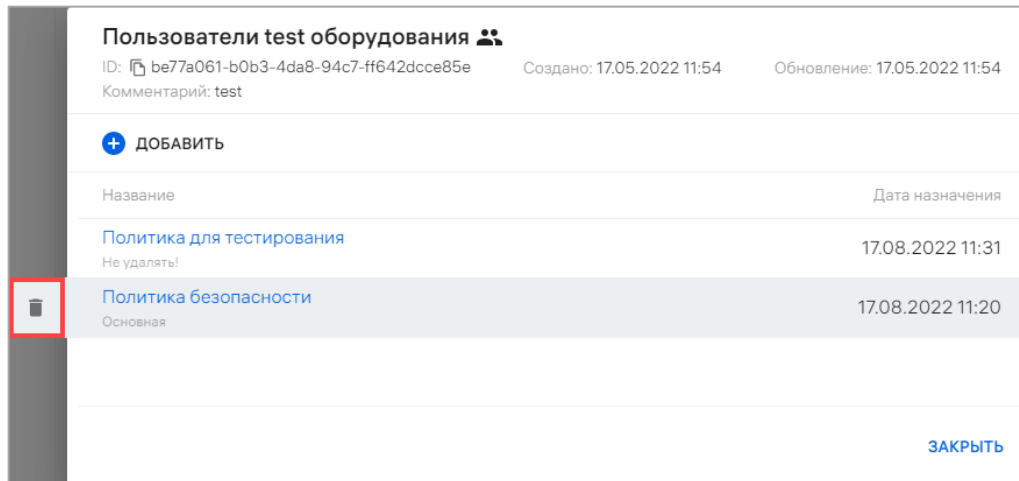 Пользователи test оборудования
ID: be77a061-b0b3-4da8-94c7-ff642dcce85e Создано: 17.05.2022 11:54 Обновление: 17.05.2022 11:54
Комментарий: test
ДОБАВИТЬ
Название Дата назначения
Политика для тестирования 17.08.2022 11:31
Не удалять!
Политика безопасности 17.08.2022 11:20
Основная
ЗАКРЫТЬ